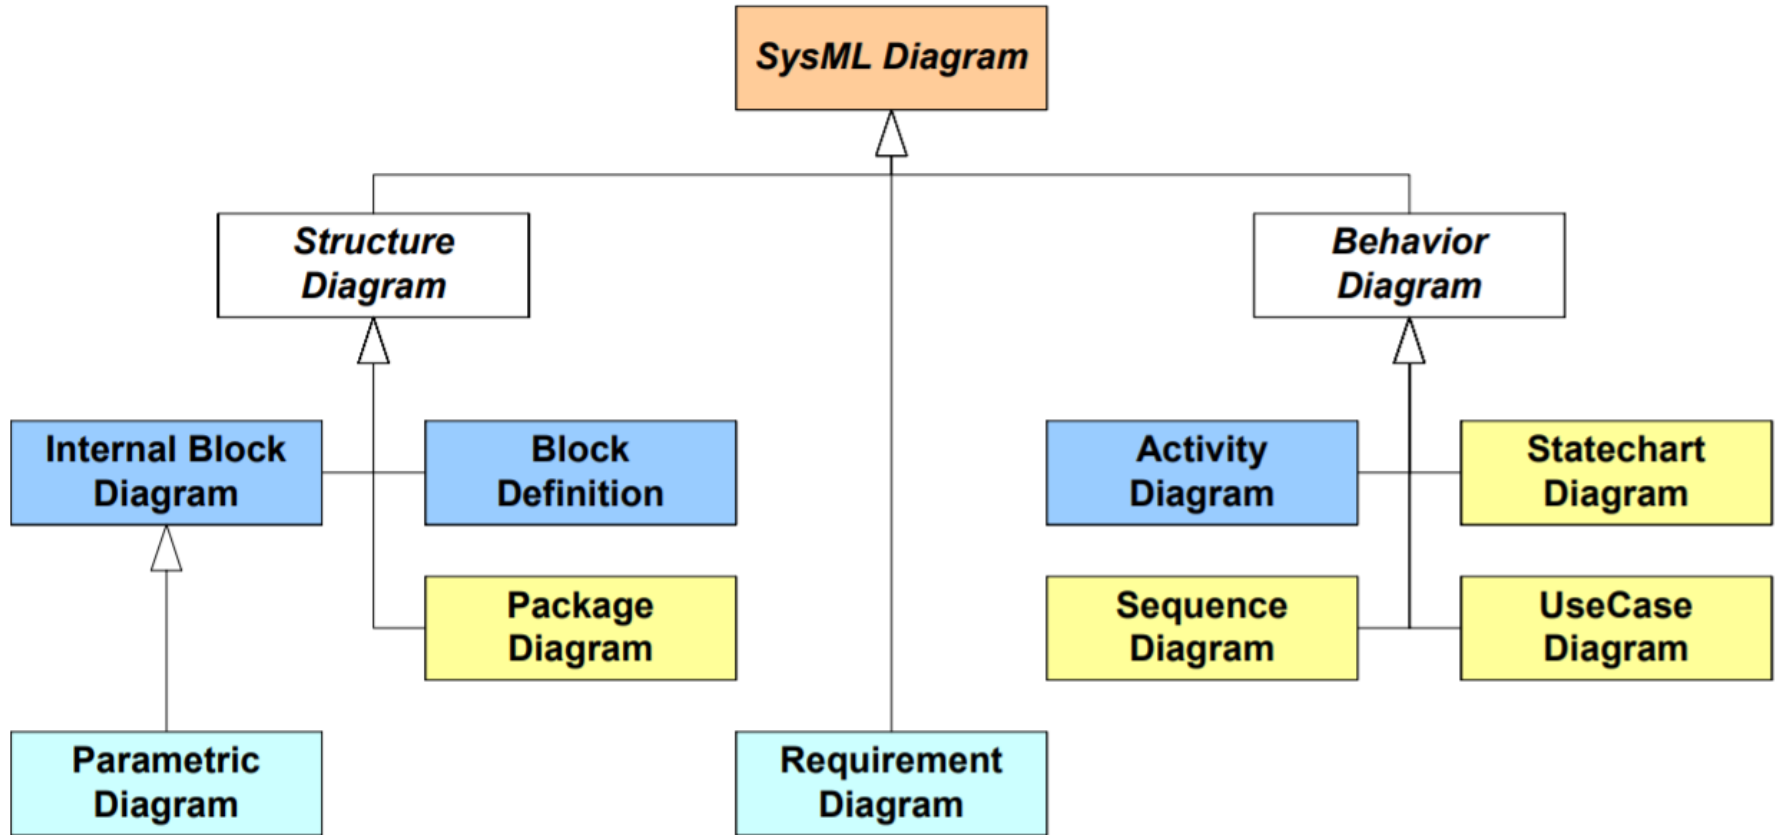 SysML Diagram
Structure
Diagram
Behavior
Diagram
Internal Block
Diagram
Block
Definition
Activity
Diagram
Statechart
Diagram
Package
Diagram
Sequence
Diagram
UseCase
Diagram
Parametric
Diagram
Requirement
Diagram